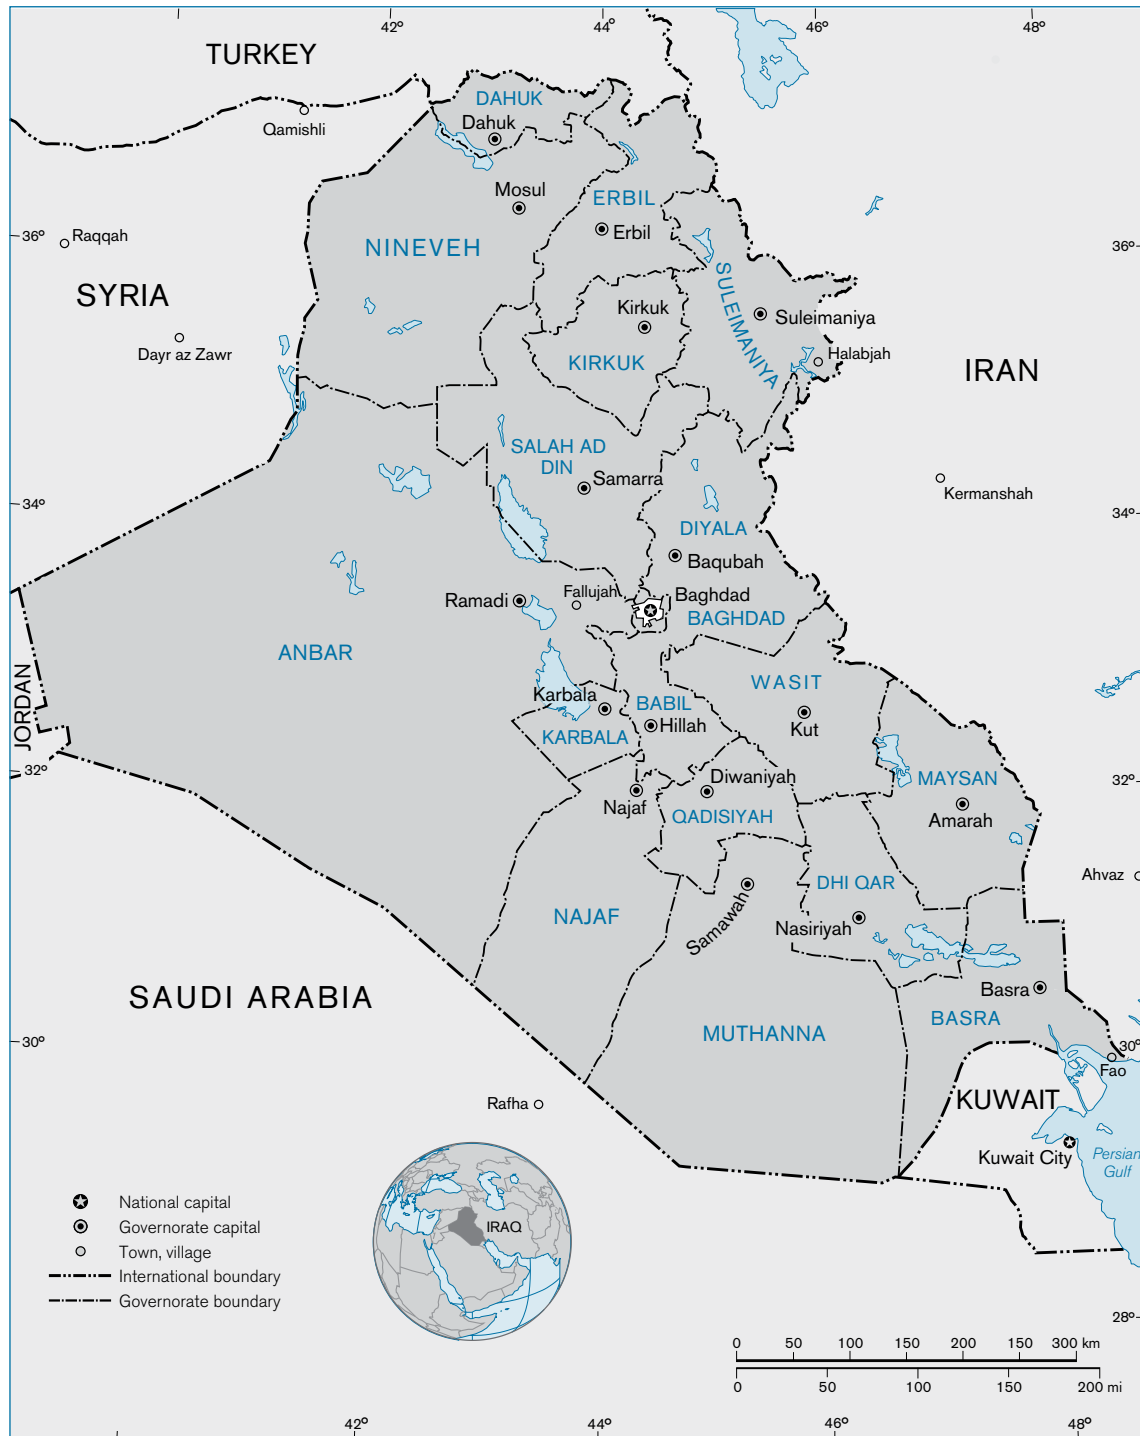 42°
44°
46°
48°
TURKEY
DAHUK
Dahuk
Qamishli
Mosul
ERBIL
Erbil
36°
Raqqah
NINEVEH
36°
SYRIA
SULEIMANIYA
Kirkuk
Suleimaniya
Dayr az Zawr
KIRKUK
Halabjah
IRAN
SALAH AD
DIN
Samarra
Kermanshah
34°
34°
DIYALA
Baqubah
Ramadi
Fallujah
Baghdad
BAGHDAD
ANBAR
JORDAN
WASIT
Karbala
BABIL
Hillah
Kut
KARBALA
32°
Diwaniyah
MAYSAN
32°
Najaf
QADISIYAH
Amarah
Ahvaz
DHI QAR
NAJAF
Samawah
Nasiriyah
SAUDI ARABIA
Basra
BASRA
MUTHANNA
30°
30°
Fao
KUWAIT
Rafha
Kuwait City
Persian
Gulf
National capital
Governorate capital
Town, village
International boundary
Governorate boundary
IRAQ
28°
0 50 100 150 200 150 300 km
0 50 100 150 200 mi
42°
44°
46°
48°